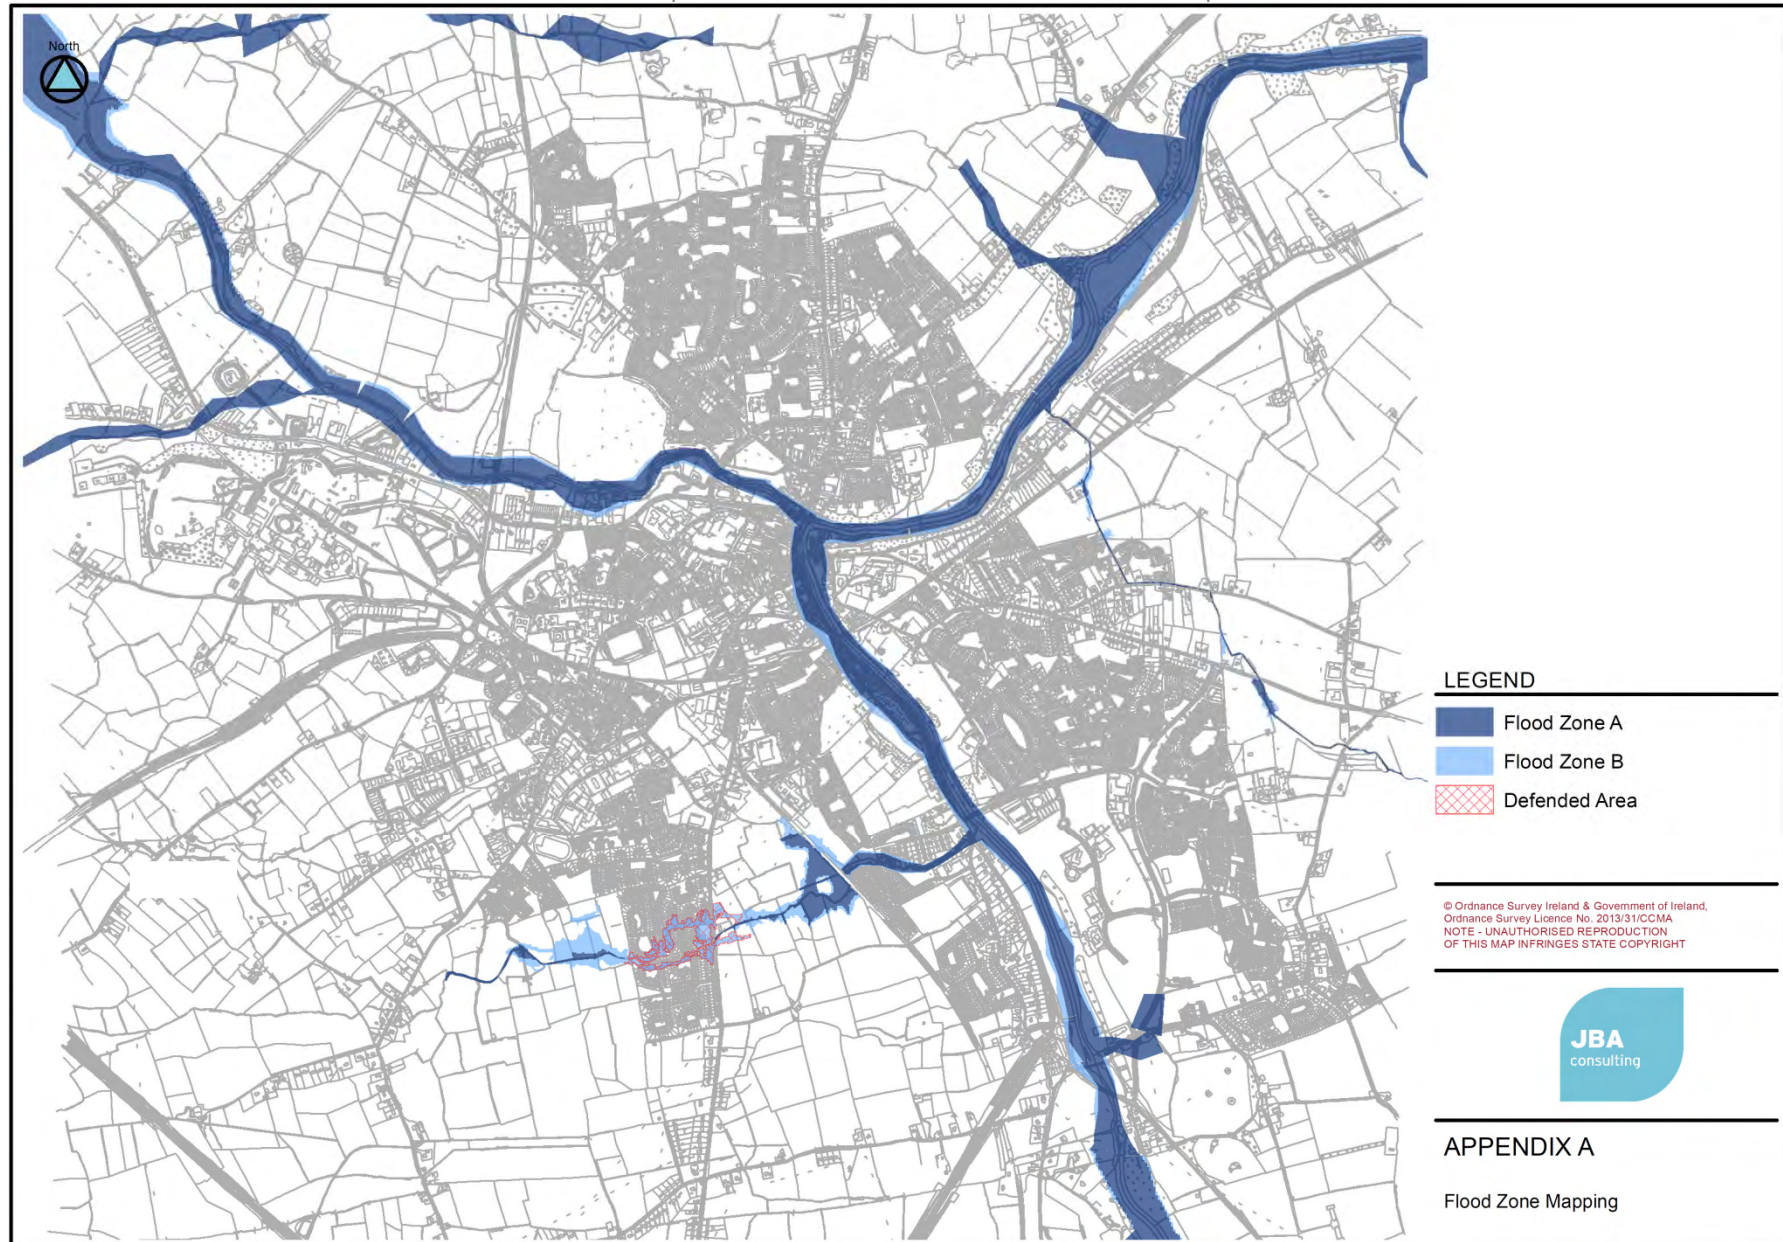 North
LEGEND
Flood Zone A
Flood Zone B
Defended Area
© Ordnance Survey Ireland & Government of Ireland,
Ordnance Survey Licence No. 2013/31/CCMA
NOTE - UNAUTHORISED REPRODUCTION
OF THIS MAP INFRINGES STATE COPYRIGHT
JBA
consulting
APPENDIX A
Flood Zone Mapping